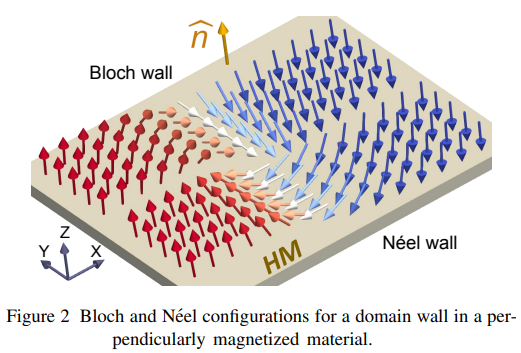 n̂
Bloch wall
Z
Y
X
HM
Néel wall
Figure 2 Bloch and Néel configurations for a domain wall in a per-
pendicularly magnetized material.